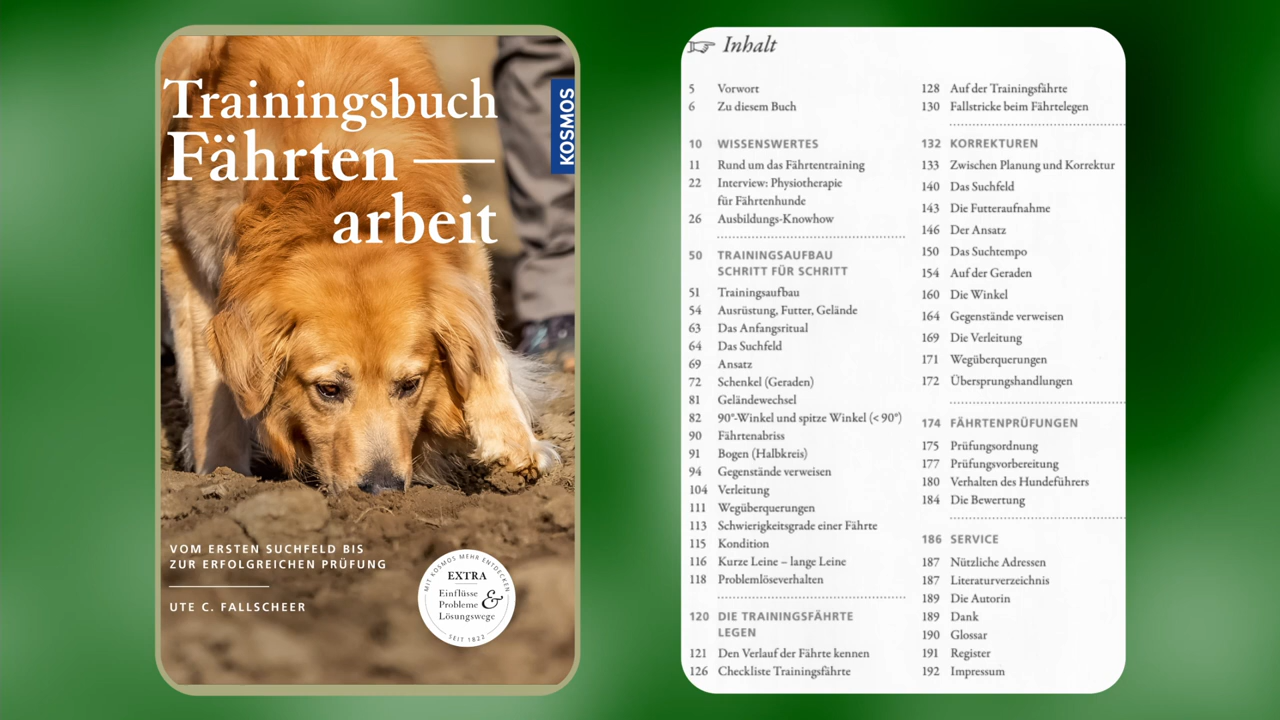 Trainingsbuch
Fährten —
arbeit
KOSMOS
VOM ERSTEN SUCHFELD BIS
ZUR ERFOLGREICHEN PRÜFUNG
UTE C. FALLSCHEER
MIT KOSMOS MEHR ENTDECKEN
EXTRA
Einflüsse
Probleme &
Lösungswege
SEIT 1822
Inhalt
5 Vorwort
6 Zu diesem Buch
10 WISSENSWERTES
11 Rund um das Fährtentraining
22 Interview: Physiotherapie
für Fährtenhunde
26 Ausbildungs-Knowhow
50 TRAININGSAUFBAU
SCHRITT FÜR SCHRITT
51 Trainingsaufbau
54 Ausrüstung, Futter, Gelände
63 Das Anfangsritual
64 Das Suchfeld
69 Ansatz
72 Schenkel (Geraden)
81 Geländewechsel
82 90°-Winkel und spitze Winkel (< 90°)
90 Fährtenabriss
91 Bogen (Halbkreis)
94 Gegenstände verweisen
104 Verleitung
111 Wegüberquerungen
113 Schwierigkeitsgrade einer Fährte
115 Kondition
116 Kurze Leine – lange Leine
118 Problemlöseverhalten
120 DIE TRAININGSFÄHRTE
LEGEN
121 Den Verlauf der Fährte kennen
126 Checkliste Trainingsfährte
128 Auf der Trainingsfährte
130 Fallstricke beim Fährtelegen
132 KORREKTUREN
133 Zwischen Planung und Korrektur
140 Das Suchfeld
143 Die Futteraufnahme
146 Der Ansatz
150 Das Suchtempo
154 Auf der Geraden
160 Die Winkel
164 Gegenstände verweisen
169 Die Verleitung
171 Wegüberquerungen
172 Übersprungshandlungen
174 FÄHRTENPRÜFUNGEN
175 Prüfungsordnung
177 Prüfungsvorbereitung
180 Verhalten des Hundeführers
184 Die Bewertung
186 SERVICE
187 Nützliche Adressen
187 Literaturverzeichnis
189 Die Autorin
189 Dank
190 Glossar
191 Register
192 Impressum